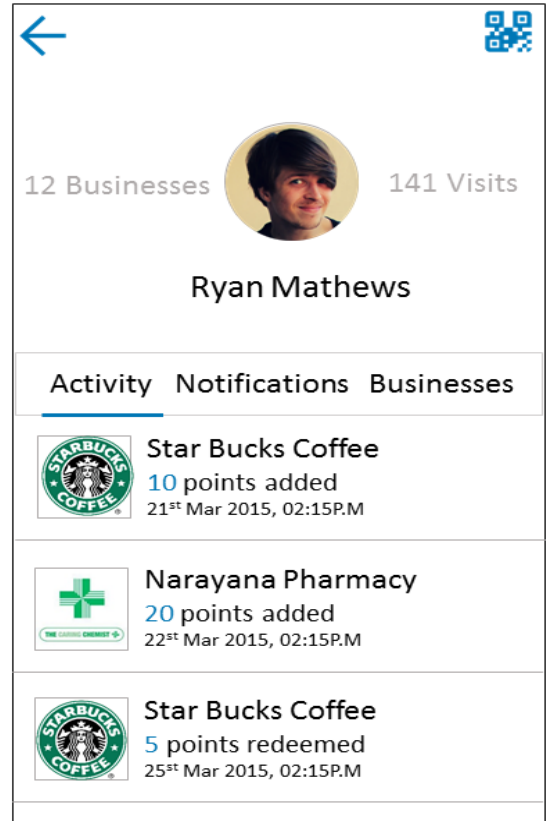 12 Businesses
141 Visits
Ryan Mathews
Activity Notifications Businesses
STARBUCKS
COFFEE
Star Bucks Coffee
10 points added
21st Mar 2015, 02:15P.M
THE CARING CHEMIST
Narayana Pharmacy
20 points added
22st Mar 2015, 02:15P.M
STARBUCKS
COFFEE
Star Bucks Coffee
5 points redeemed
25st Mar 2015, 02:15P.M